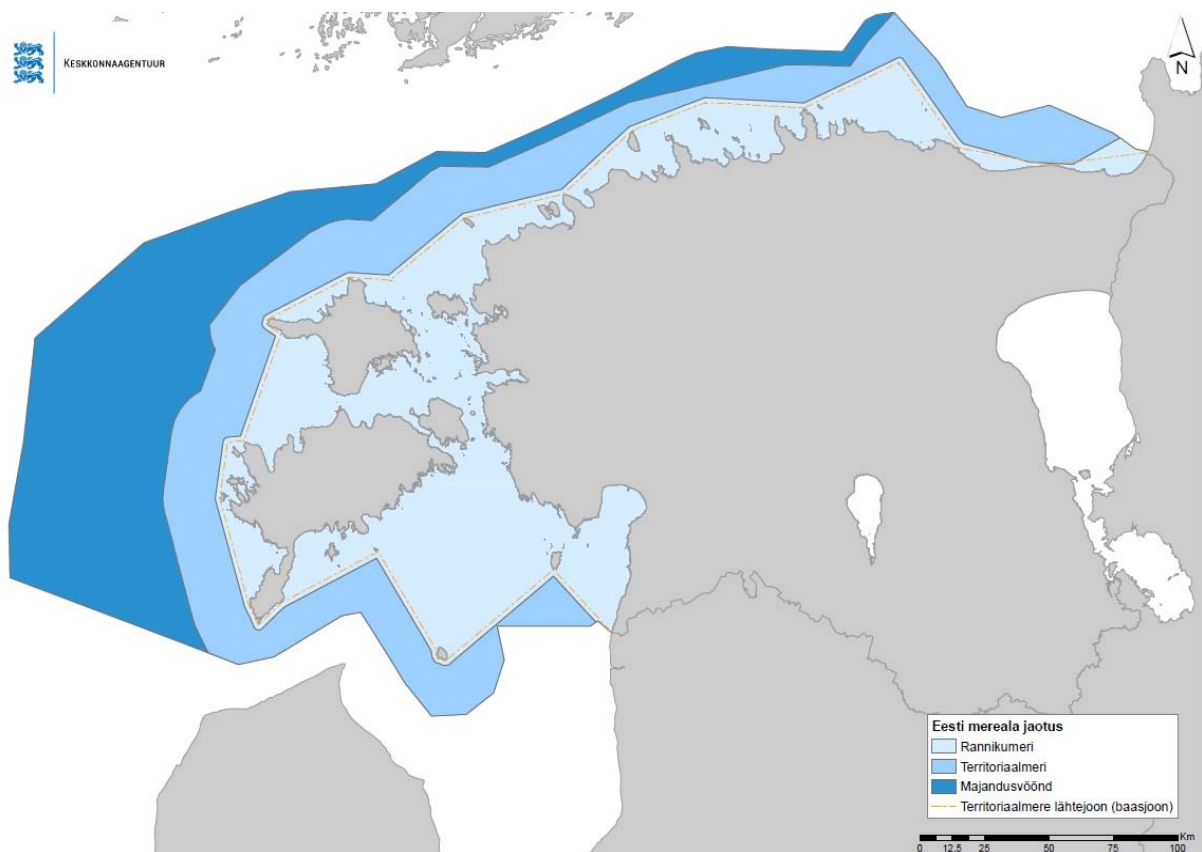 KESKKONNAAGENTUUR
N
Eesti mereala jaotus
Rannikumeri
Territoriaalmeri
Majandusvöönd
Territoriaalmere lähtejoon (baasjoon)
Km
0 12.5 25 50 75 100